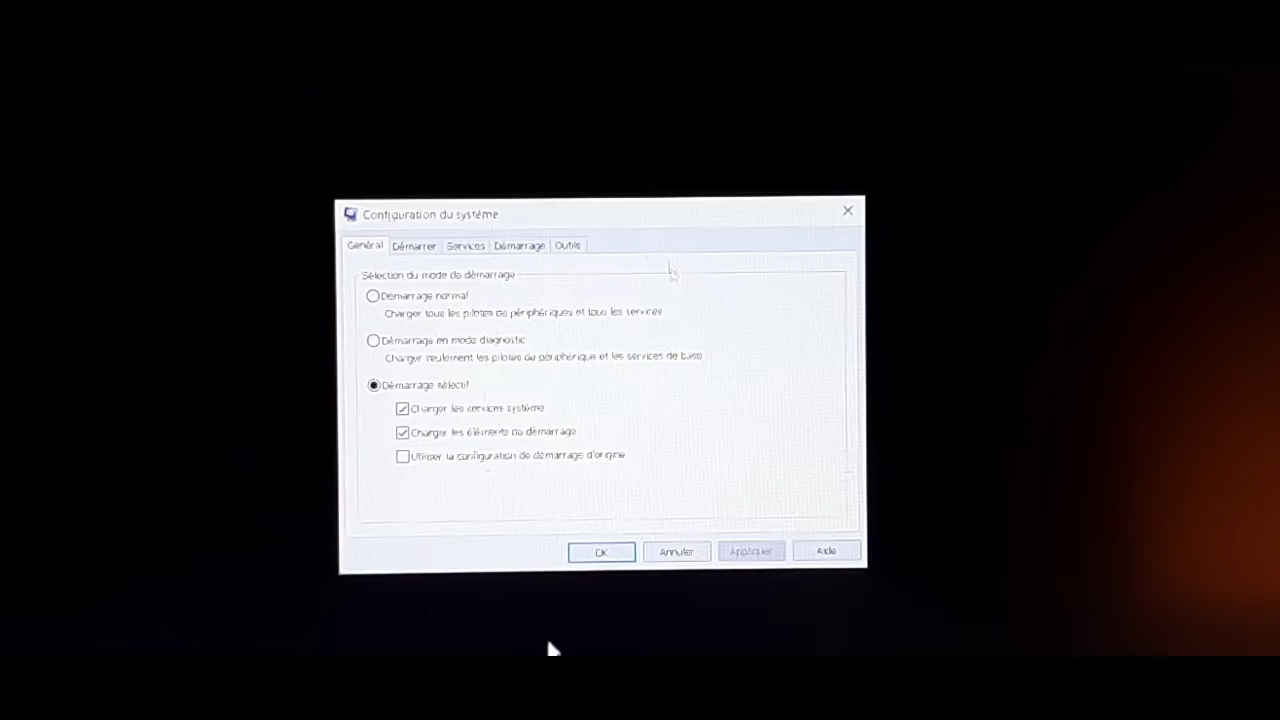 Configuration du système
Général Démarrer Services Démarrage Outils
Sélection du mode de démarrage
Démarrage normal
Charger tous les pilotes de périphériques et tous les services
Démarrage en mode diagnostic
Charger seulement les pilotes de périphérique et les services de base
Démarrage sélectif
Charger les services système
Charger les éléments de démarrage
Utiliser la configuration de démarrage d'origine
OK Annuler Appliquer Aide